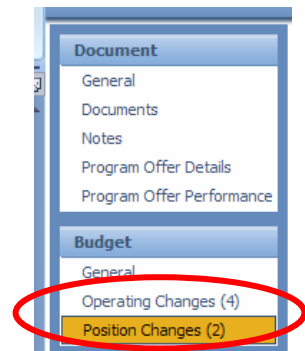 Document
General
Documents
Notes
Program Offer Details
Program Offer Performance
Budget
General
Operating Changes (4)
Position Changes (2)